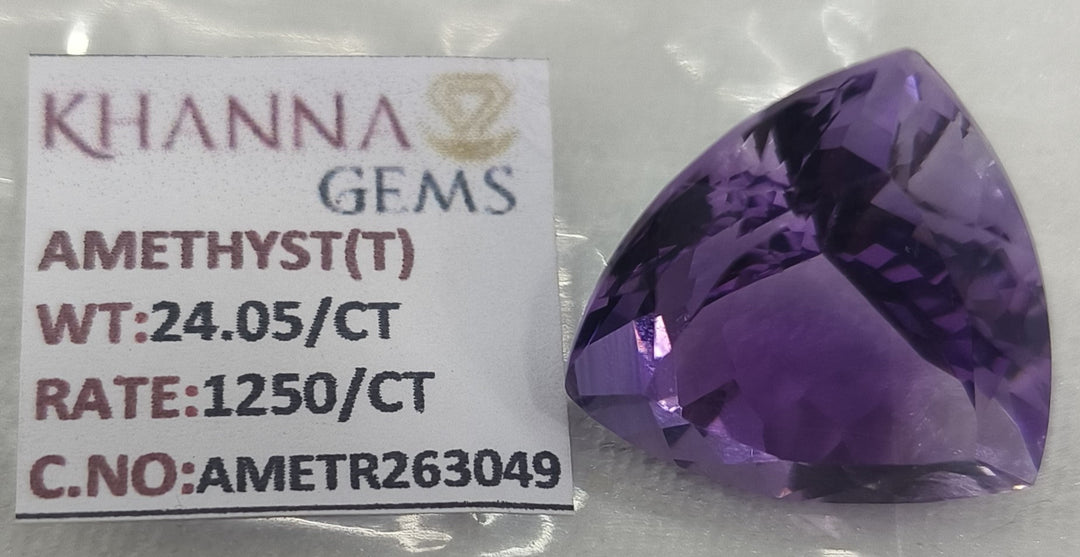 KHANNA
GEMS
AMETHYST(T)
WT:24.05/CT
RATE:1250/CT
C.NO:AMETR263049